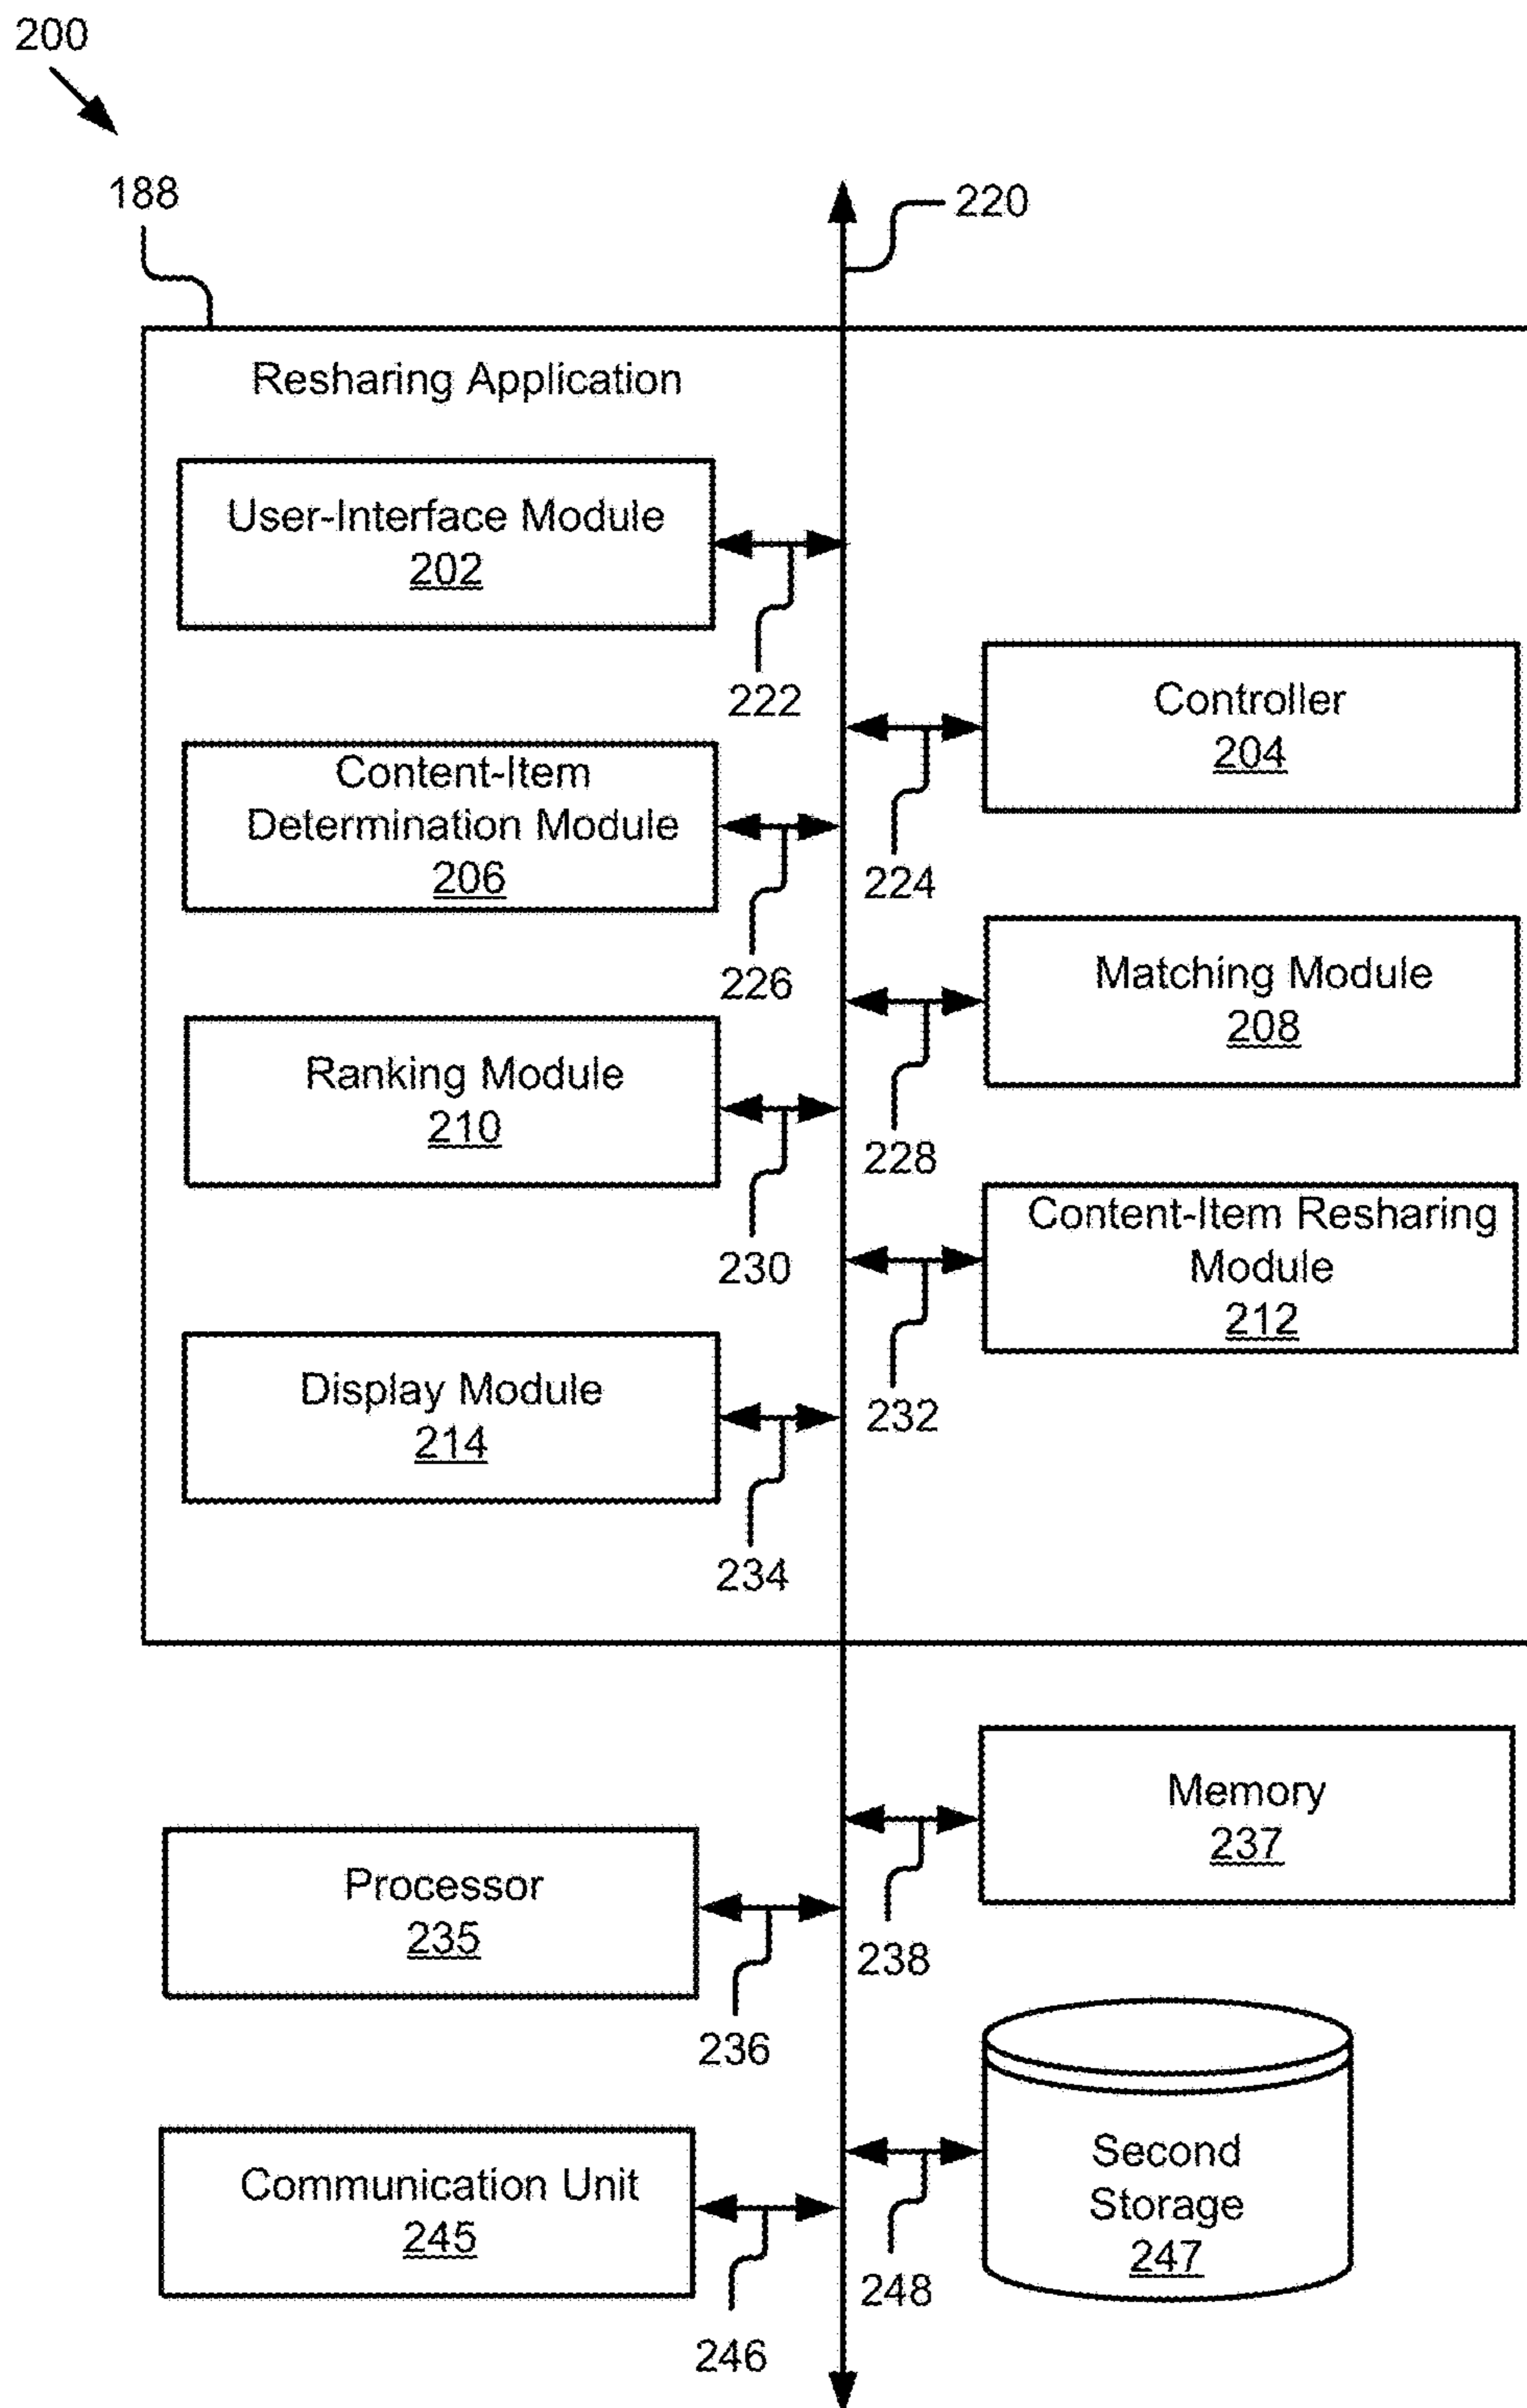 200
188
220
Resharing Application
User-Interface Module
202
222
Controller
204
224
Content-Item
Determination Module
206
226
Matching Module
208
228
Ranking Module
210
230
Content-Item Resharing
Module
212
232
Display Module
214
234
Memory
237
238
Processor
235
236
Second
Storage
247
248
Communication Unit
245
246